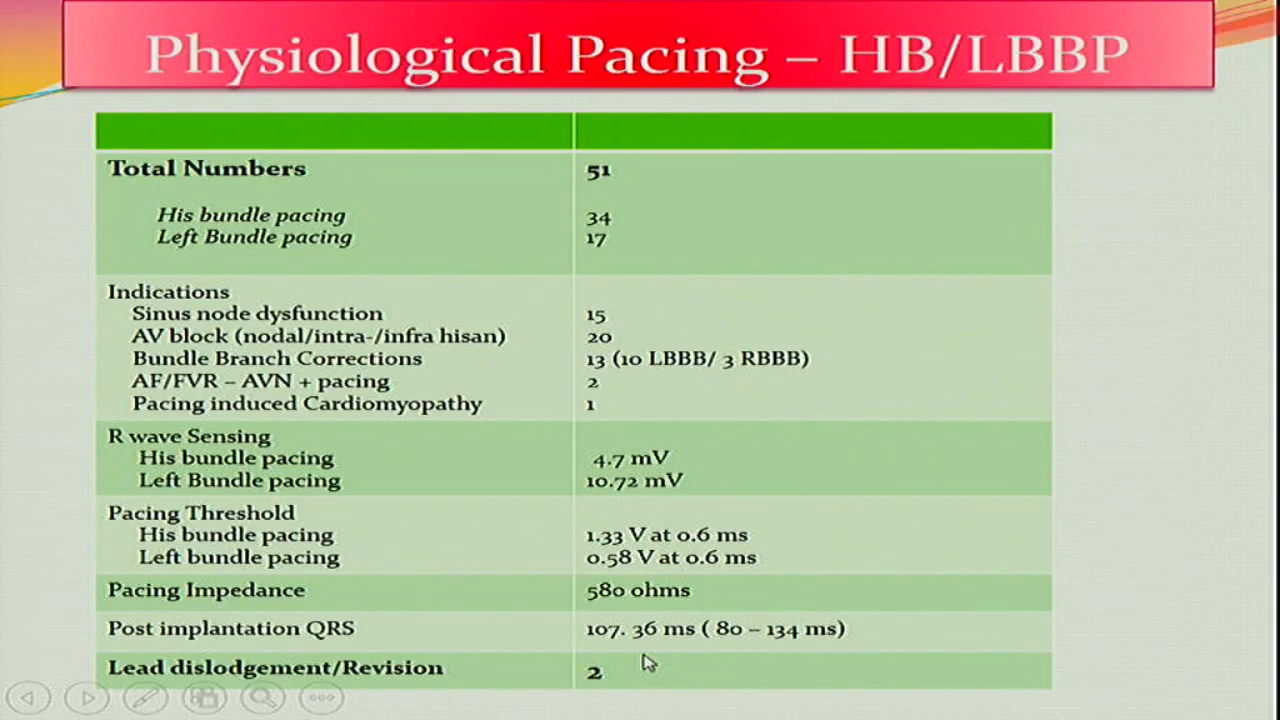 Physiological Pacing – HB/LBBP
Total Numbers 51
His bundle pacing 34
Left Bundle pacing 17
Indications
Sinus node dysfunction 15
AV block (nodal/intra-/infra hisan) 20
Bundle Branch Corrections 13 (10 LBBB/ 3 RBBB)
AF/FVR – AVN + pacing 2
Pacing induced Cardiomyopathy 1
R wave Sensing
His bundle pacing 4.7 mV
Left Bundle pacing 10.72 mV
Pacing Threshold
His bundle pacing 1.33 V at 0.6 ms
Left bundle pacing 0.58 V at 0.6 ms
Pacing Impedance 580 ohms
Post implantation QRS 107. 36 ms ( 80 – 134 ms)
Lead dislodgement/Revision 2